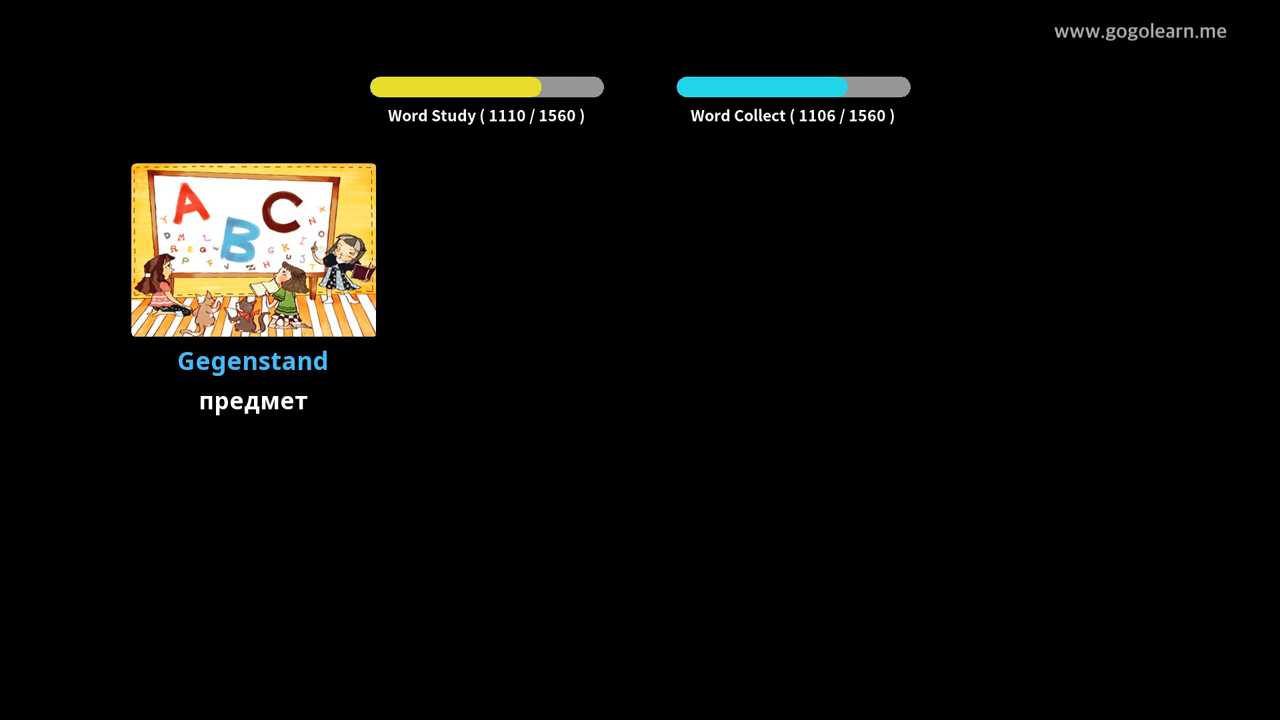 www.gogolearn.me
Word Study ( 1110 / 1560 )
Word Collect ( 1106 / 1560 )
A
B
C
Gegenstand
предмет